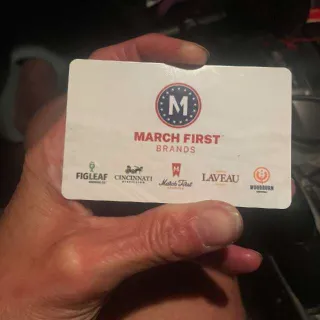 M
MARCH FIRST
BRANDS
FIGLEAF
CINCINNATI
March First
LAVEAU